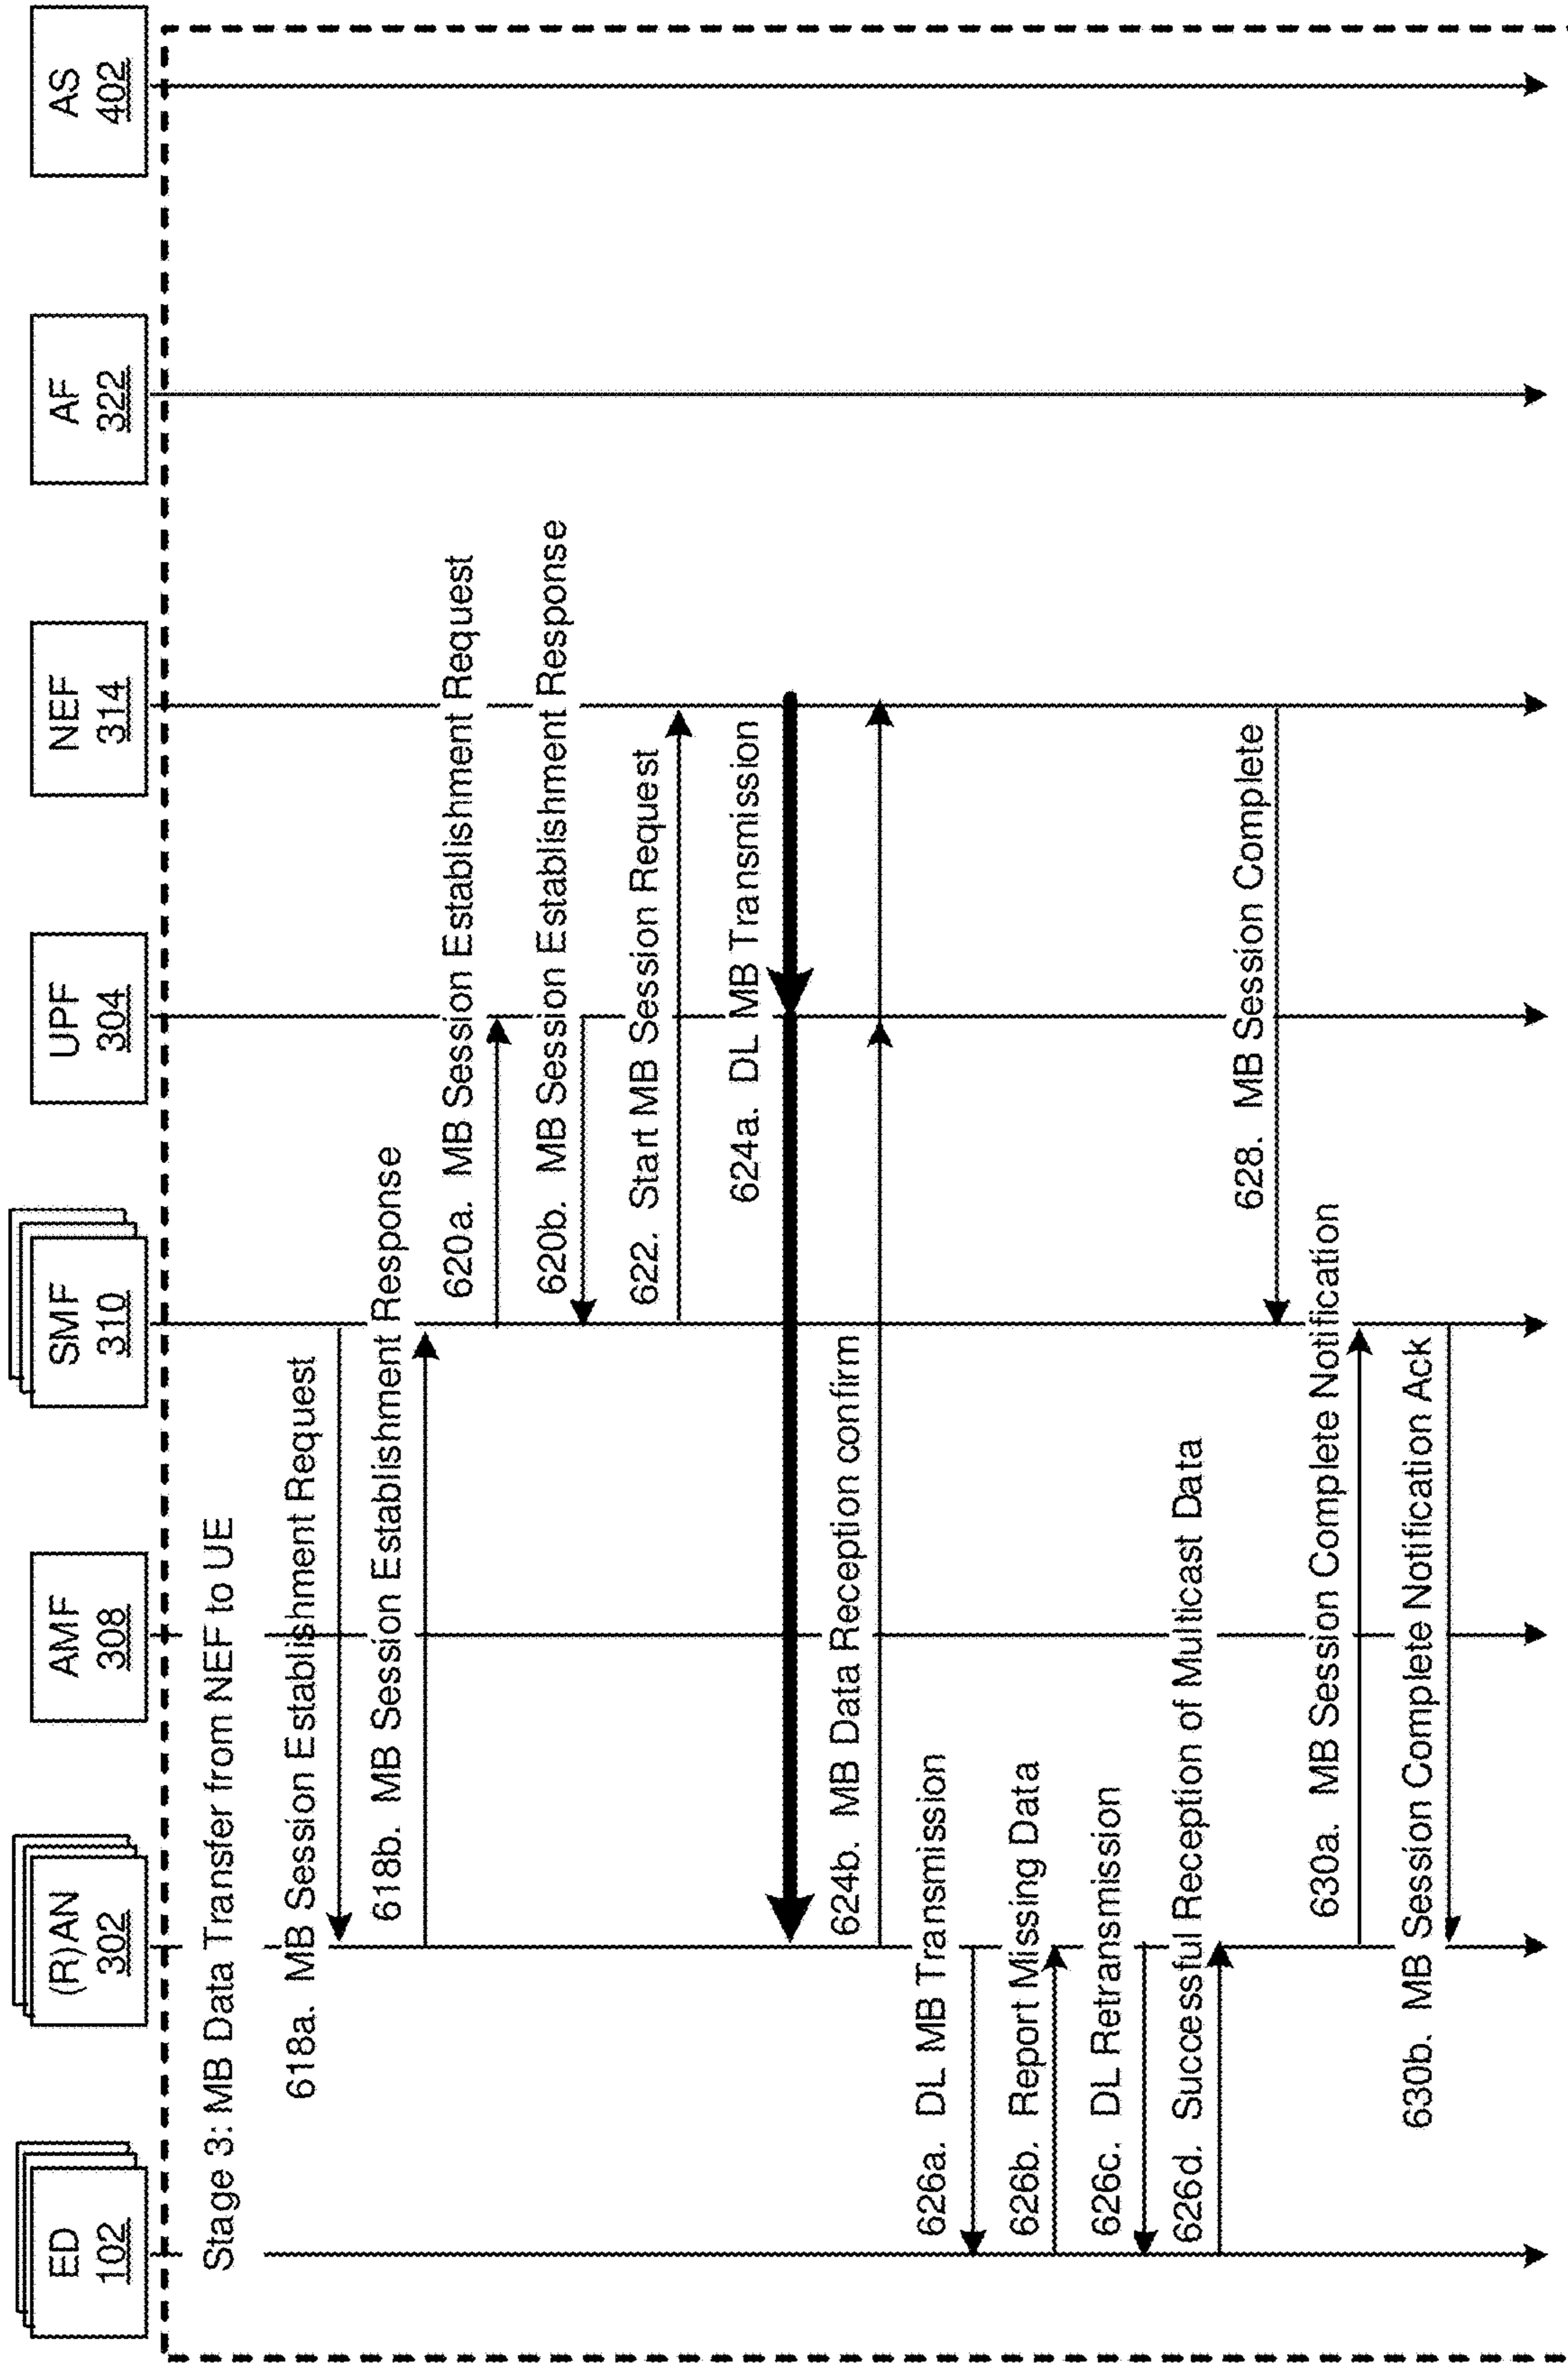 ED
102
(R)AN
302
AMF
308
SMF
310
UPF
304
NEF
314
AF
322
AS
402
Stage 3: MB Data Transfer from NEF to UE
618a. MB Session Establishment Request
618b. MB Session Establishment Response
620a. MB Session Establishment Request
620b. MB Session Establishment Response
622. Start MB Session Request
624a. DL MB Transmission
624b. MB Data Reception confirm
626a. DL MB Transmission
626b. Report Missing Data
626c. DL Retransmission
626d. Successful Reception of Multicast Data
628. MB Session Complete
630a. MB Session Complete Notification
630b. MB Session Complete Notification Ack